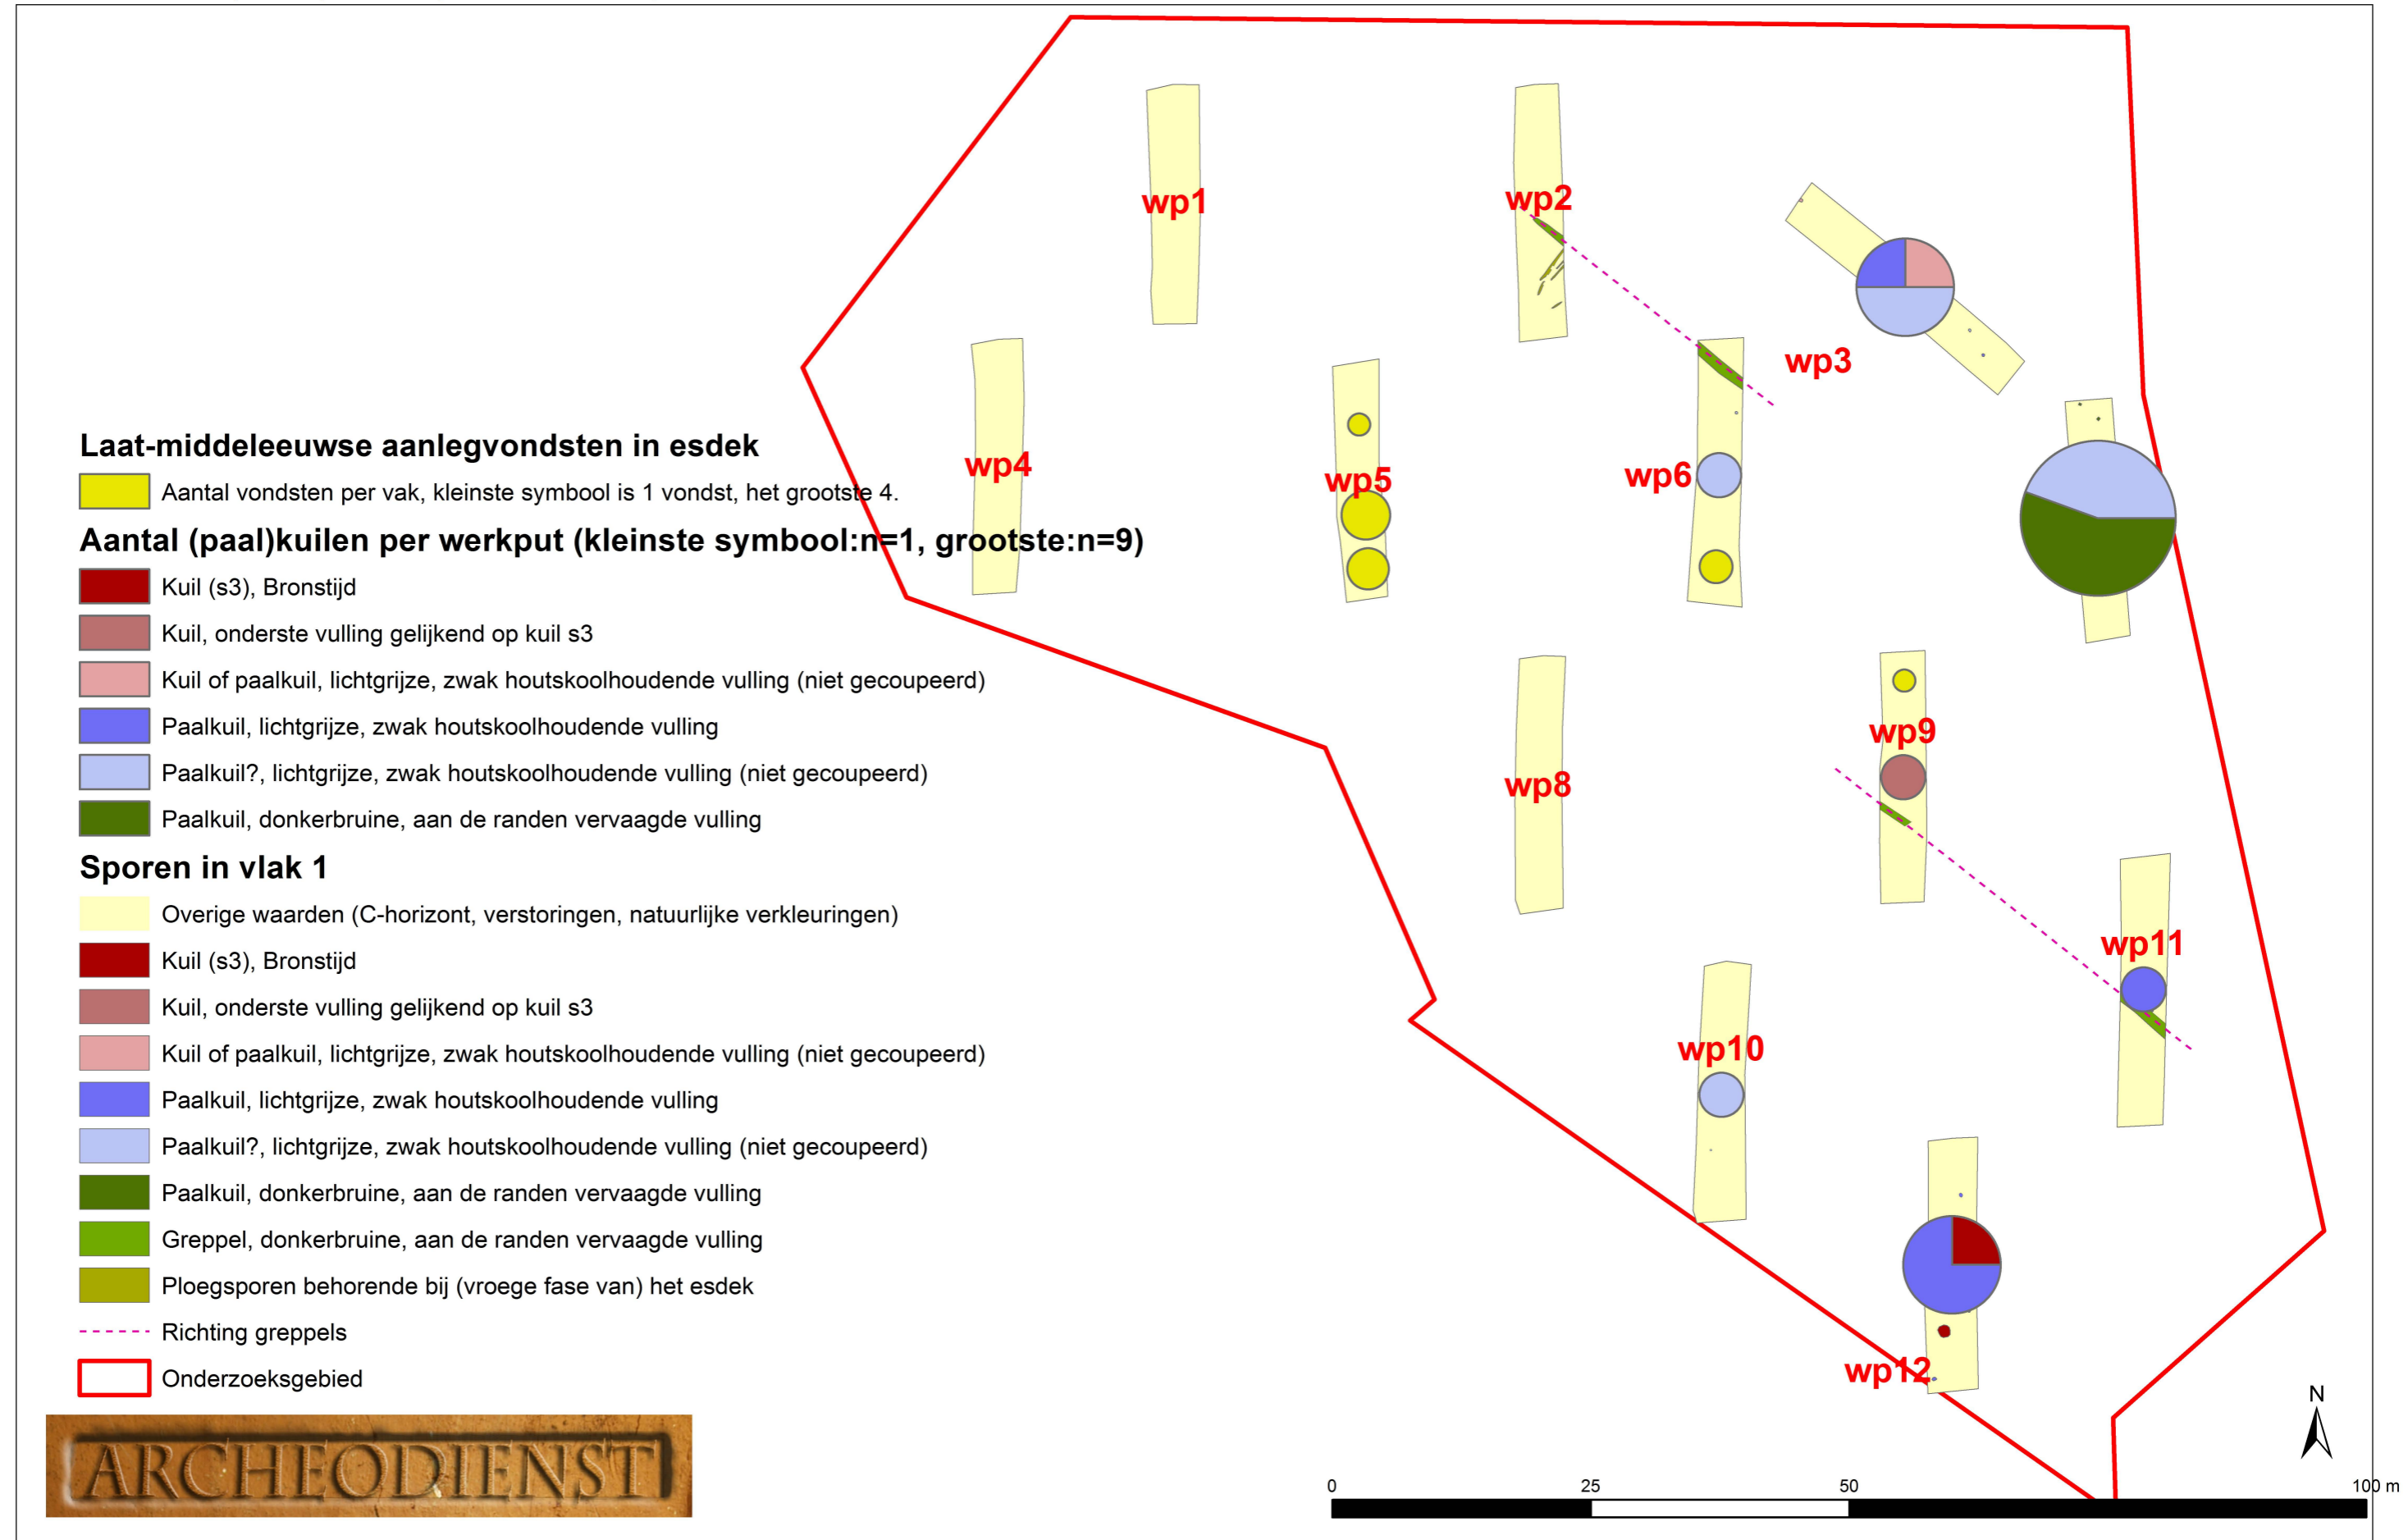 Laat-middeleeuwse aanlegvondsten in esdek
Aantal vondsten per vak, kleinste symbool is 1 vondst, het grootste 4.
Aantal (paal)kuilen per werkput (kleinste symbool:n=1, grootste:n=9)
Kuil (s3), Bronstijd
Kuil, onderste vulling gelijkend op kuil s3
Kuil of paalkuil, lichtgrijze, zwak houtskoolhoudende vulling (niet gecoupeerd)
Paalkuil, lichtgrijze, zwak houtskoolhoudende vulling
Paalkuil?, lichtgrijze, zwak houtskoolhoudende vulling (niet gecoupeerd)
Paalkuil, donkerbruine, aan de randen vervaagde vulling
Sporen in vlak 1
Overige waarden (C-horizont, verstoringen, natuurlijke verkleuringen)
Kuil (s3), Bronstijd
Kuil, onderste vulling gelijkend op kuil s3
Kuil of paalkuil, lichtgrijze, zwak houtskoolhoudende vulling (niet gecoupeerd)
Paalkuil, lichtgrijze, zwak houtskoolhoudende vulling
Paalkuil?, lichtgrijze, zwak houtskoolhoudende vulling (niet gecoupeerd)
Paalkuil, donkerbruine, aan de randen vervaagde vulling
Greppel, donkerbruine, aan de randen vervaagde vulling
Ploegsporen behorende bij (vroege fase van) het esdek
Richting greppels
Onderzoeksgebied
ARCHEODIENST
wp1
wp2
wp3
wp4
wp5
wp6
wp8
wp9
wp10
wp11
wp12
N
0 25 50 100 m